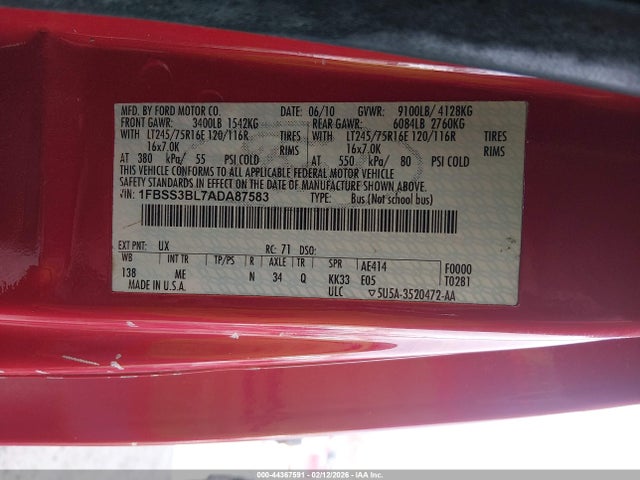 MFD. BY FORD MOTOR CO. DATE: 06/10 GVWR: 9100LB/ 4128KG
FRONT GAWR: 3400LB 1542KG REAR GAWR: 6084LB 2760KG
WITH LT245/75R16E 120/116R TIRES WITH LT245/75R16E 120/116R TIRES
16x7.0K RIMS 16x7.0K RIMS
AT 380 kPa/ 55 PSI COLD AT 550 kPa/ 80 PSI COLD
THIS VEHICLE CONFORMS TO ALL APPLICABLE FEDERAL MOTOR VEHICLE
SAFETY STANDARDS IN EFFECT ON THE DATE OF MANUFACTURE SHOWN ABOVE.
VIN: 1FBSS3BL7ADA87583 TYPE: Bus (Not school bus)
EXT PNT: UX RC: 71 DSO:
WB INT TR TP/PS R AXLE TR SPR AE414 F0000
138 ME N 34 Q KK33 E05 T02B1
MADE IN U.S.A. ULC ▽5U5A-3520472-AA
000-44367591 - 02/12/2026 - COPART, INC.